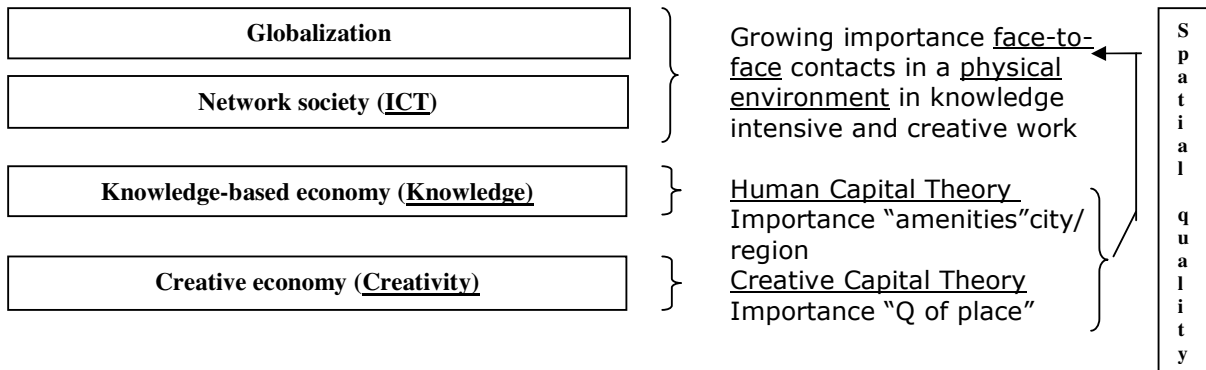 Globalization
Network society (ICT)
Growing importance face-to-
face contacts in a physical
environment in knowledge
intensive and creative work
Knowledge-based economy (Knowledge)
Human Capital Theory
Importance “amenities”city/
region
Creative economy (Creativity)
Creative Capital Theory
Importance “Q of place”
Spatial quality